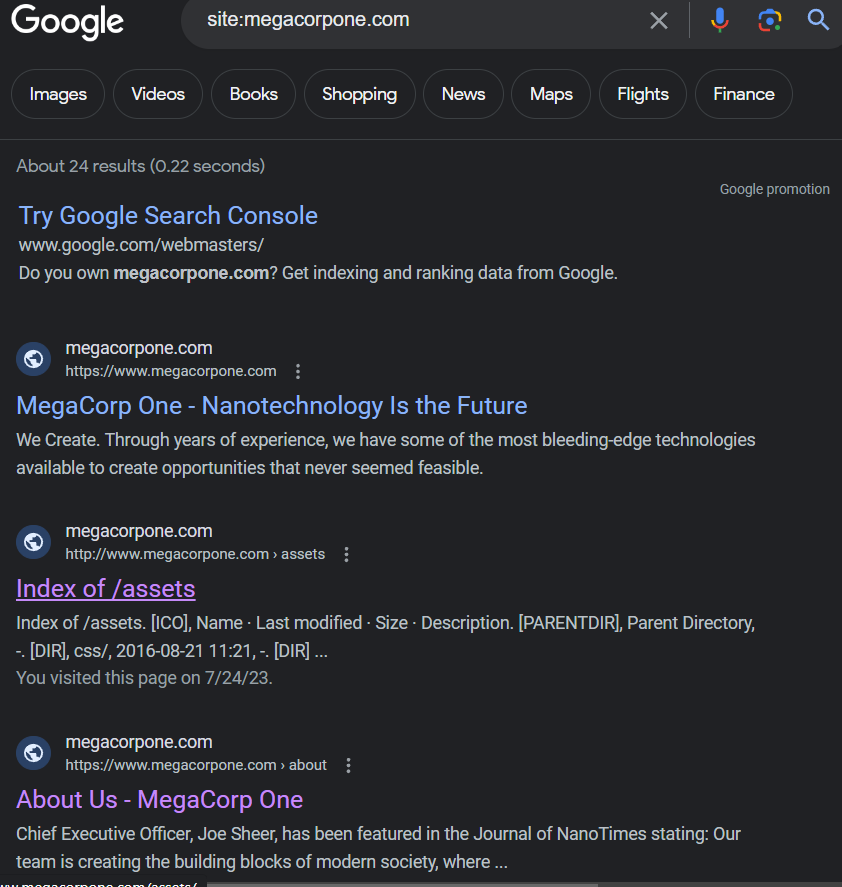 Google
site:megacorpone.com
Images Videos Books Shopping News Maps Flights Finance
About 24 results (0.22 seconds)
Google promotion
Try Google Search Console
www.google.com/webmasters/
Do you own megacorpone.com? Get indexing and ranking data from Google.
megacorpone.com
https://www.megacorpone.com
MegaCorp One - Nanotechnology Is the Future
We Create. Through years of experience, we have some of the most bleeding-edge technologies
available to create opportunities that never seemed feasible.
megacorpone.com
http://www.megacorpone.com › assets
Index of /assets
Index of /assets. [ICO], Name · Last modified · Size · Description. [PARENTDIR], Parent Directory,
-. [DIR], css/, 2016-08-21 11:21, -. [DIR] ...
You visited this page on 7/24/23.
megacorpone.com
https://www.megacorpone.com › about
About Us - MegaCorp One
Chief Executive Officer, Joe Sheer, has been featured in the Journal of NanoTimes stating: Our
team is creating the building blocks of modern society, where ...
ww.megacorpone.com/assets/